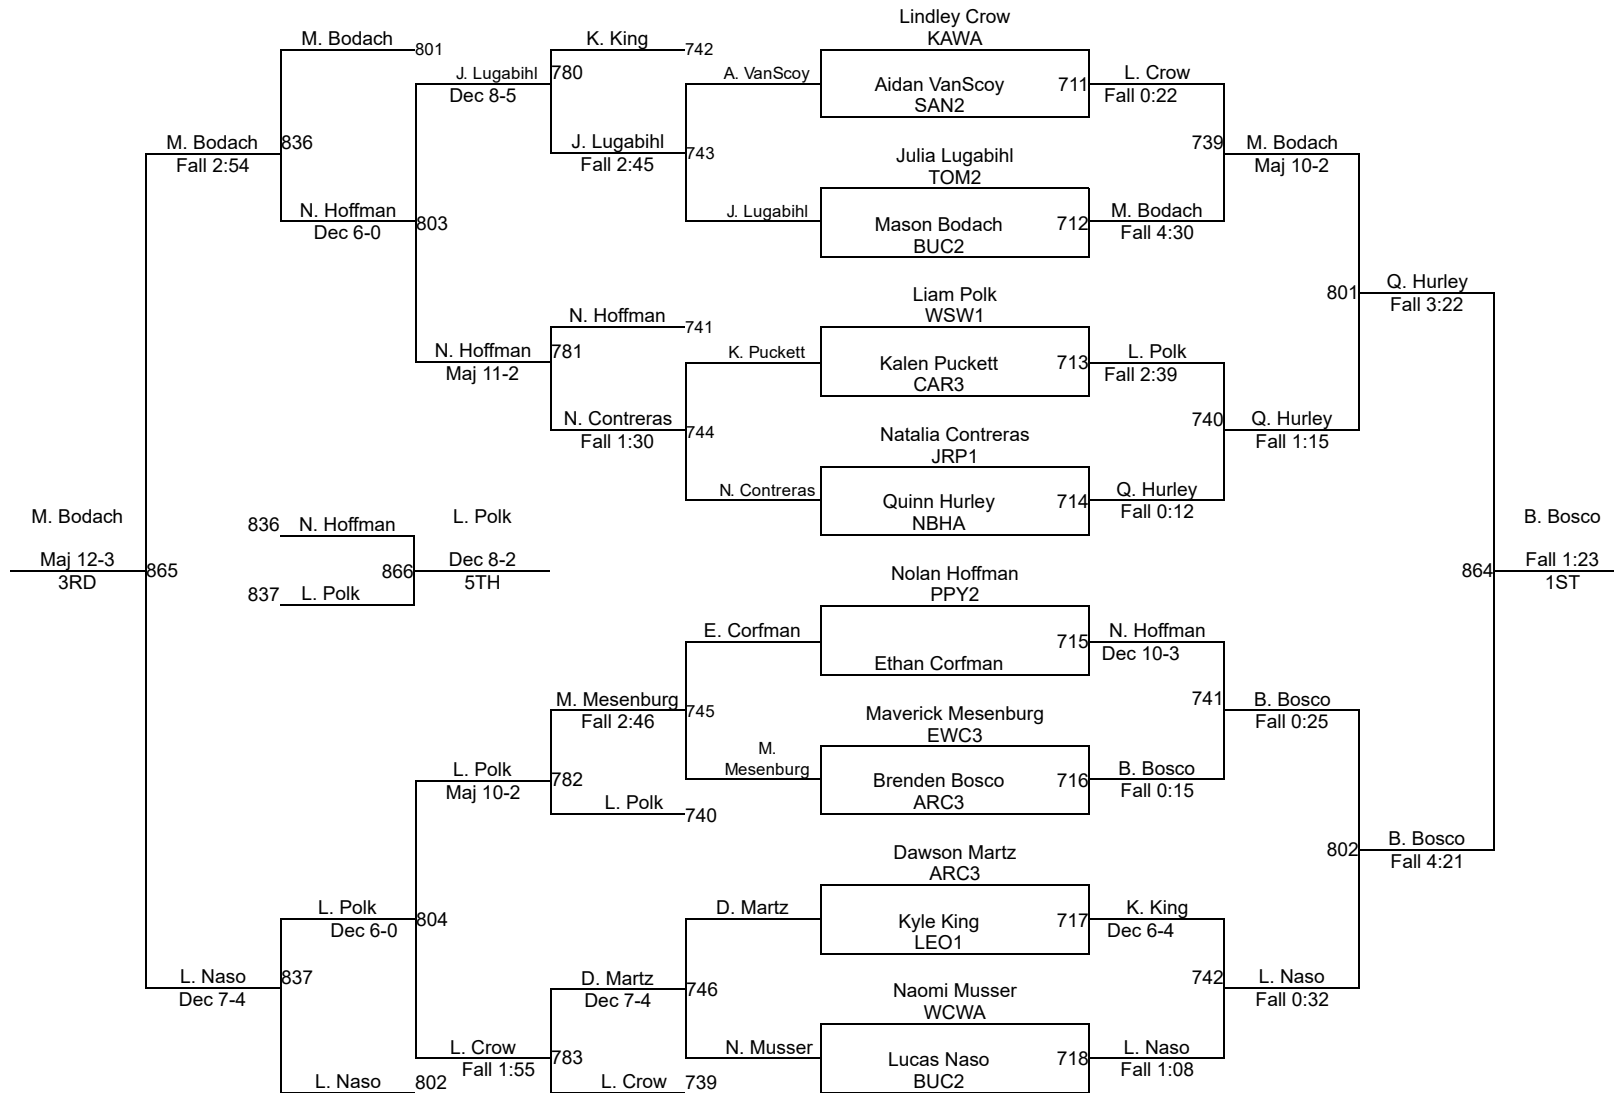 Lindley Crow
KAWA
M. Bodach
801
K. King
742
J. Lugabihl
780
Dec 8-5
A. VanScoy
Aidan VanScoy
SAN2
711
L. Crow
Fall 0:22
M. Bodach
Fall 2:54
836
J. Lugabihl
Fall 2:45
743
Julia Lugabihl
TOM2
739
M. Bodach
Maj 10-2
N. Hoffman
Dec 6-0
803
J. Lugabihl
Mason Bodach
BUC2
712
M. Bodach
Fall 4:30
Liam Polk
WSW1
801
Q. Hurley
Fall 3:22
N. Hoffman
741
N. Hoffman
Maj 11-2
781
K. Puckett
Kalen Puckett
CAR3
713
L. Polk
Fall 2:39
N. Contreras
Fall 1:30
744
Natalia Contreras
JRP1
740
Q. Hurley
Fall 1:15
N. Contreras
Quinn Hurley
NBHA
714
Q. Hurley
Fall 0:12
M. Bodach
Maj 12-3
3RD
865
836
N. Hoffman
837
L. Polk
866
L. Polk
Dec 8-2
5TH
864
B. Bosco
Fall 1:23
1ST
Nolan Hoffman
PPY2
E. Corfman
Ethan Corfman
715
N. Hoffman
Dec 10-3
M. Mesenburg
Fall 2:46
745
Maverick Mesenburg
EWC3
741
B. Bosco
Fall 0:25
L. Polk
Maj 10-2
782
M.
Mesenburg
Brenden Bosco
ARC3
716
B. Bosco
Fall 0:15
L. Polk
740
Dawson Martz
ARC3
802
B. Bosco
Fall 4:21
L. Polk
Dec 6-0
804
D. Martz
Kyle King
LEO1
717
K. King
Dec 6-4
L. Naso
Dec 7-4
837
D. Martz
Dec 7-4
746
Naomi Musser
WCWA
742
L. Naso
Fall 0:32
L. Crow
Fall 1:55
783
N. Musser
Lucas Naso
BUC2
718
L. Naso
Fall 1:08
L. Naso
802
L. Crow
739